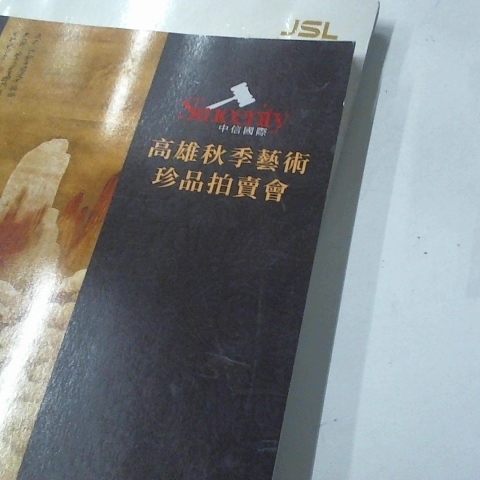 JSL
Sincerity
中信國際
高雄秋季藝術
珍品拍賣會